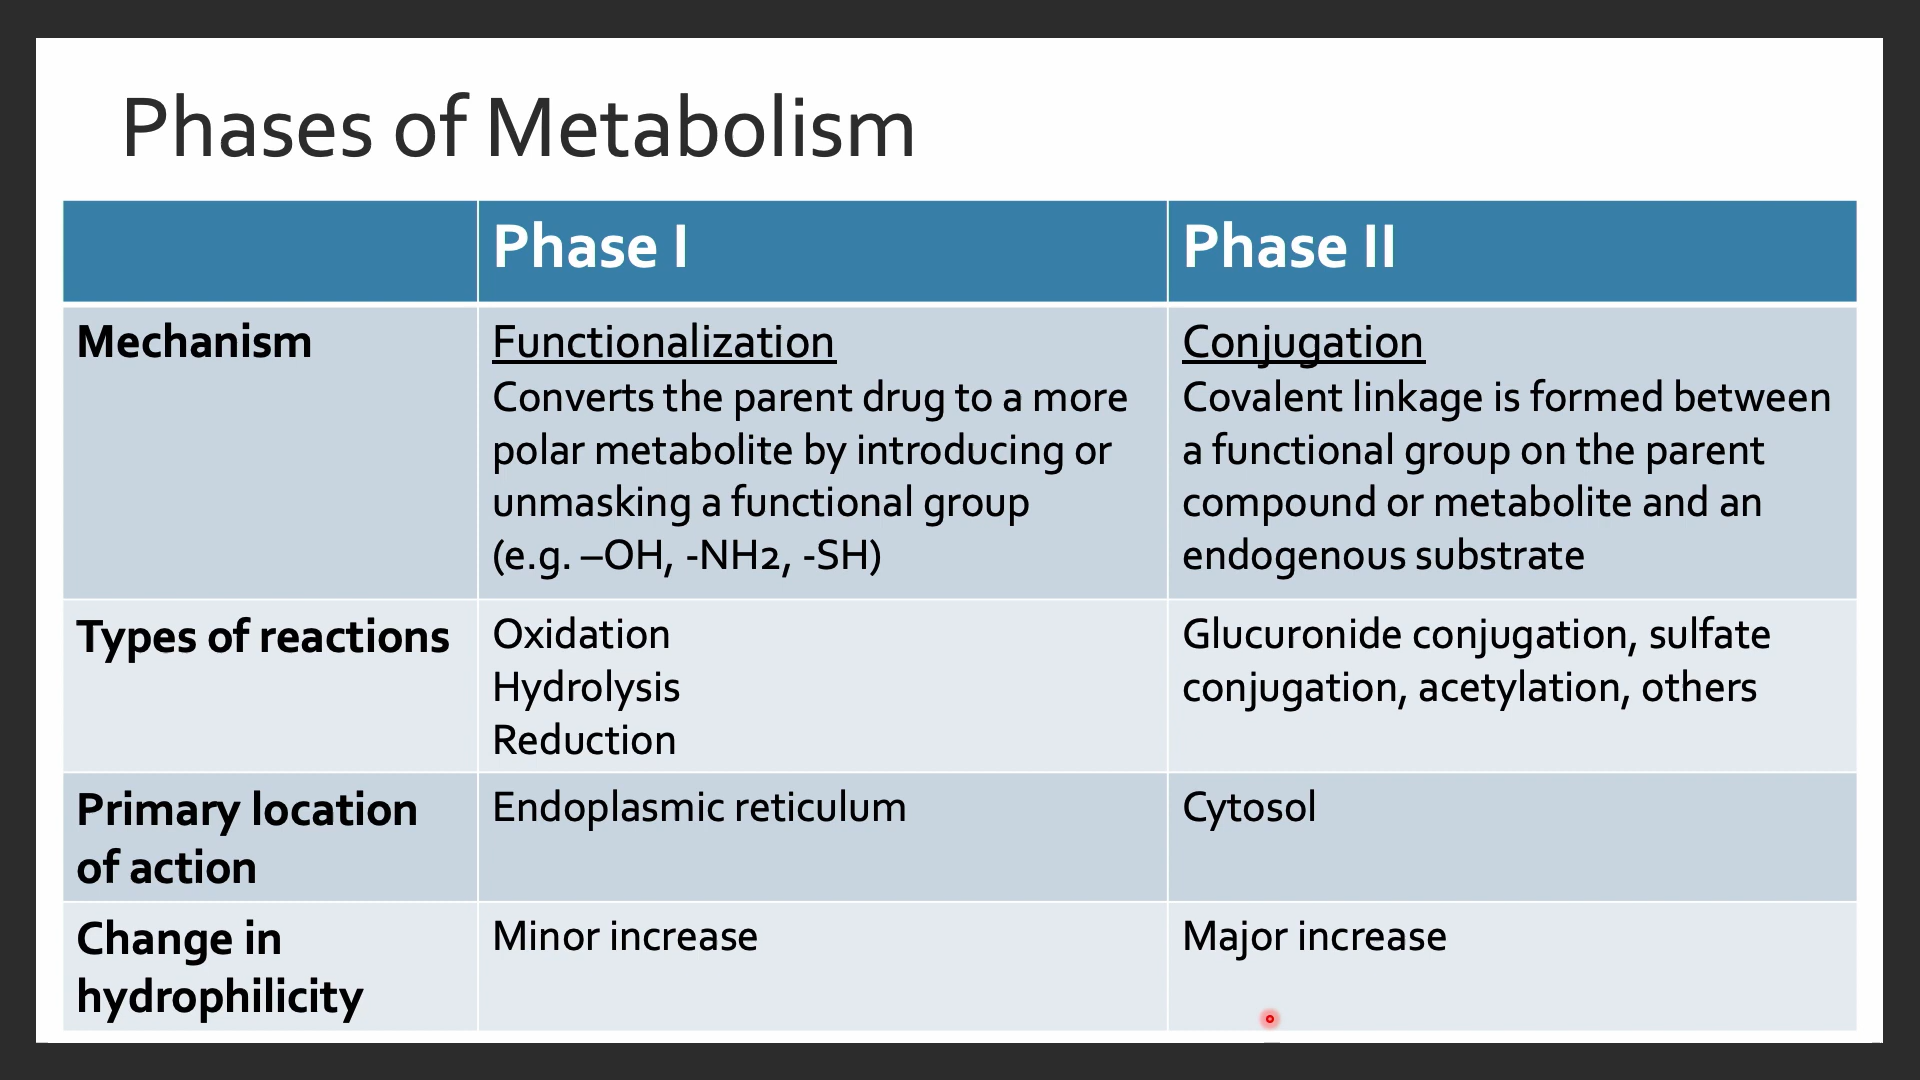 Phases of Metabolism
Phase I
Phase II
Mechanism
Functionalization
Converts the parent drug to a more
polar metabolite by introducing or
unmasking a functional group
(e.g. –OH, -NH2, -SH)
Conjugation
Covalent linkage is formed between
a functional group on the parent
compound or metabolite and an
endogenous substrate
Types of reactions
Oxidation
Hydrolysis
Reduction
Glucuronide conjugation, sulfate
conjugation, acetylation, others
Primary location
of action
Endoplasmic reticulum
Cytosol
Change in
hydrophilicity
Minor increase
Major increase